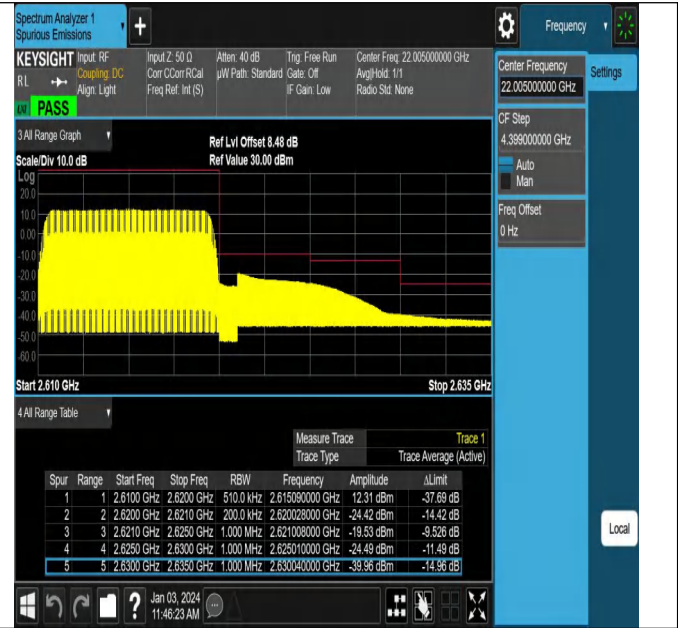 Spectrum Analyzer 1
Spurious Emissions
Frequency
KEYSIGHT Input: RF Input Z: 50 Ω Atten: 40 dB Trig: Free Run Center Freq: 22.005000000 GHz
RL Coupling: DC Corr CCorr RCal µW Path: Standard Gate: Off Avg|Hold: 1/1
Align: Light Freq Ref: Int (S) IF Gain: Low Radio Std: None
PASS
Center Frequency
22.005000000 GHz
Settings
CF Step
4.399000000 GHz
Auto
Man
Freq Offset
0 Hz
3 All Range Graph
Ref Lvl Offset 8.48 dB
Scale/Div 10.0 dB Ref Value 30.00 dBm
Log
20.0
10.0
0.00
-10.0
-20.0
-30.0
-40.0
-50.0
-60.0
Start 2.610 GHz Stop 2.635 GHz
4 All Range Table
Measure Trace Trace 1
Trace Type Trace Average (Active)
Spur Range Start Freq Stop Freq RBW Frequency Amplitude ΔLimit
1 1 2.6100 GHz 2.6200 GHz 510.0 kHz 2.615090000 GHz 12.31 dBm -37.69 dB
2 2 2.6200 GHz 2.6210 GHz 200.0 kHz 2.620028000 GHz -24.42 dBm -14.42 dB
3 3 2.6210 GHz 2.6250 GHz 1.000 MHz 2.621008000 GHz -19.53 dBm -9.526 dB
4 4 2.6250 GHz 2.6300 GHz 1.000 MHz 2.625010000 GHz -24.49 dBm -11.49 dB
5 5 2.6300 GHz 2.6350 GHz 1.000 MHz 2.630040000 GHz -39.96 dBm -14.96 dB
Local
Jan 03, 2024
11:46:23 AM